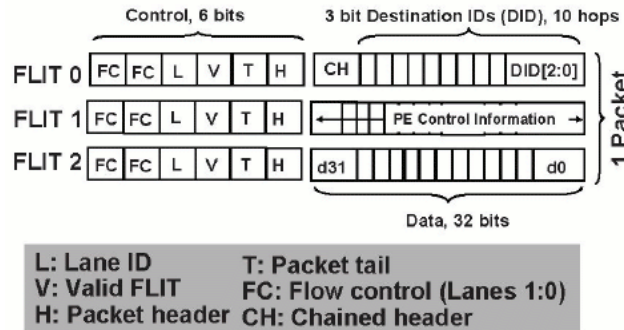 Control, 6 bits
3 bit Destination IDs (DID), 10 hops
FLIT 0 FC FC L V T H CH DID[2:0]
FLIT 1 FC FC L V T H PE Control Information
FLIT 2 FC FC L V T H d31 d0
1 Packet
Data, 32 bits
L: Lane ID T: Packet tail
V: Valid FLIT FC: Flow control (Lanes 1:0)
H: Packet header CH: Chained header